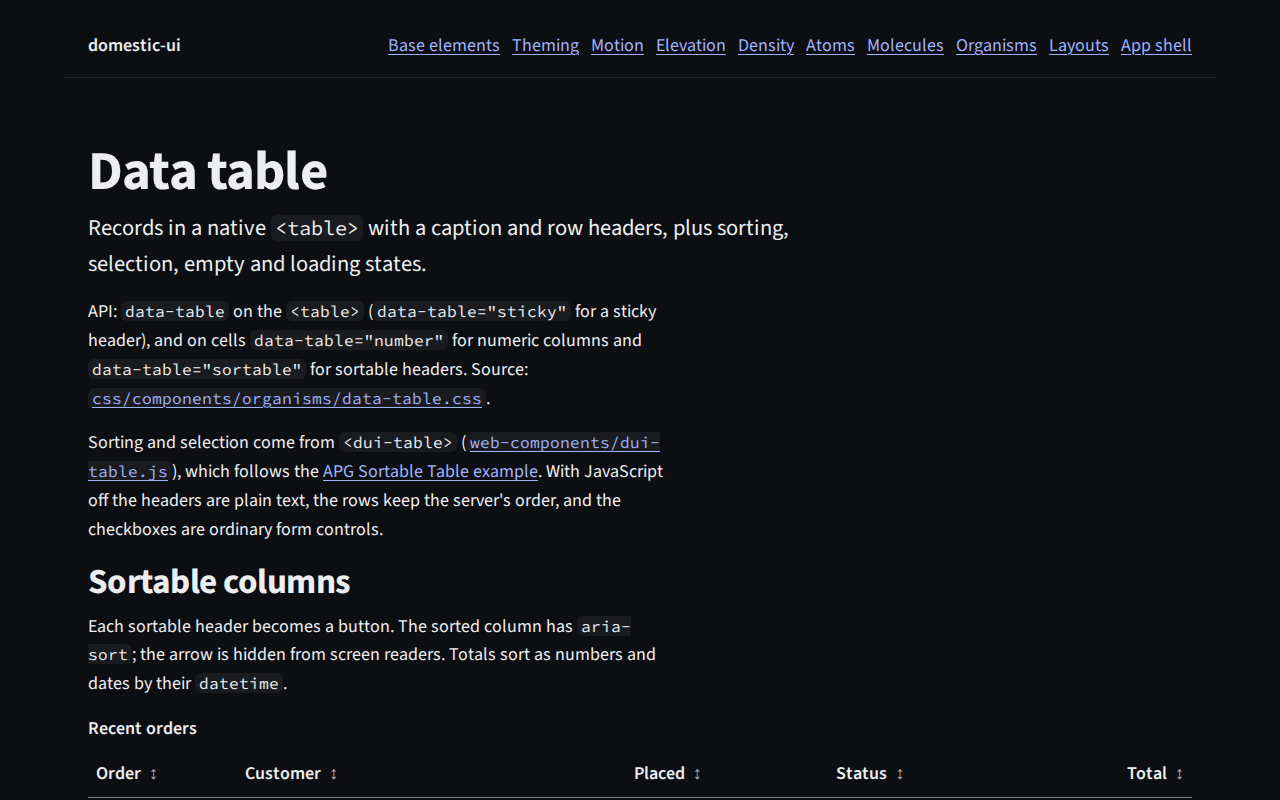 domestic-ui
Base elements Theming Motion Elevation Density Atoms Molecules Organisms Layouts App shell
Data table
Records in a native <table> with a caption and row headers, plus sorting,
selection, empty and loading states.
API: data-table on the <table> (data-table="sticky" for a sticky
header), and on cells data-table="number" for numeric columns and
data-table="sortable" for sortable headers. Source:
css/components/organisms/data-table.css.
Sorting and selection come from <dui-table> (web-components/dui-
table.js), which follows the APG Sortable Table example. With JavaScript
off the headers are plain text, the rows keep the server's order, and the
checkboxes are ordinary form controls.
Sortable columns
Each sortable header becomes a button. The sorted column has aria-
sort; the arrow is hidden from screen readers. Totals sort as numbers and
dates by their datetime.
Recent orders
Order ↕ Customer ↕ Placed ↕ Status ↕ Total ↕